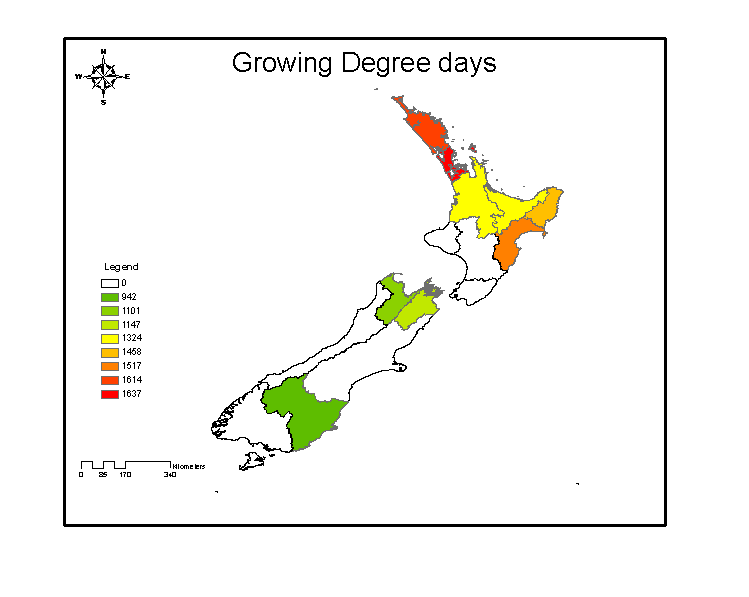 Growing Degree days
N
W E
S
Legend
0
942
1101
1147
1324
1458
1517
1614
1637
Kilometers
0 85 170 340